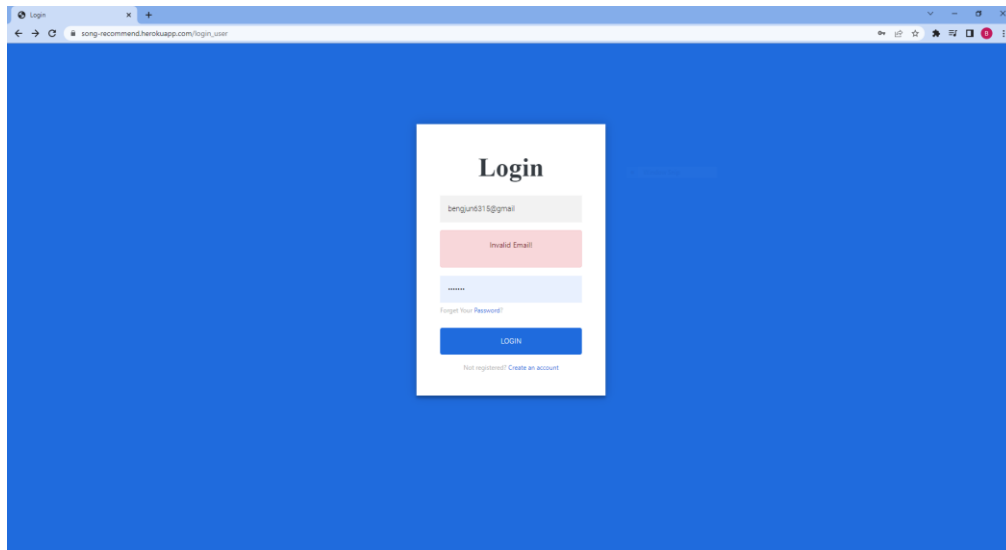 Login
song-recommend.herokuapp.com/login_user
B
Login
bengjun6315@gmail
Invalid Email!
•••••••
Forget Your Password?
LOGIN
Not registered? Create an account